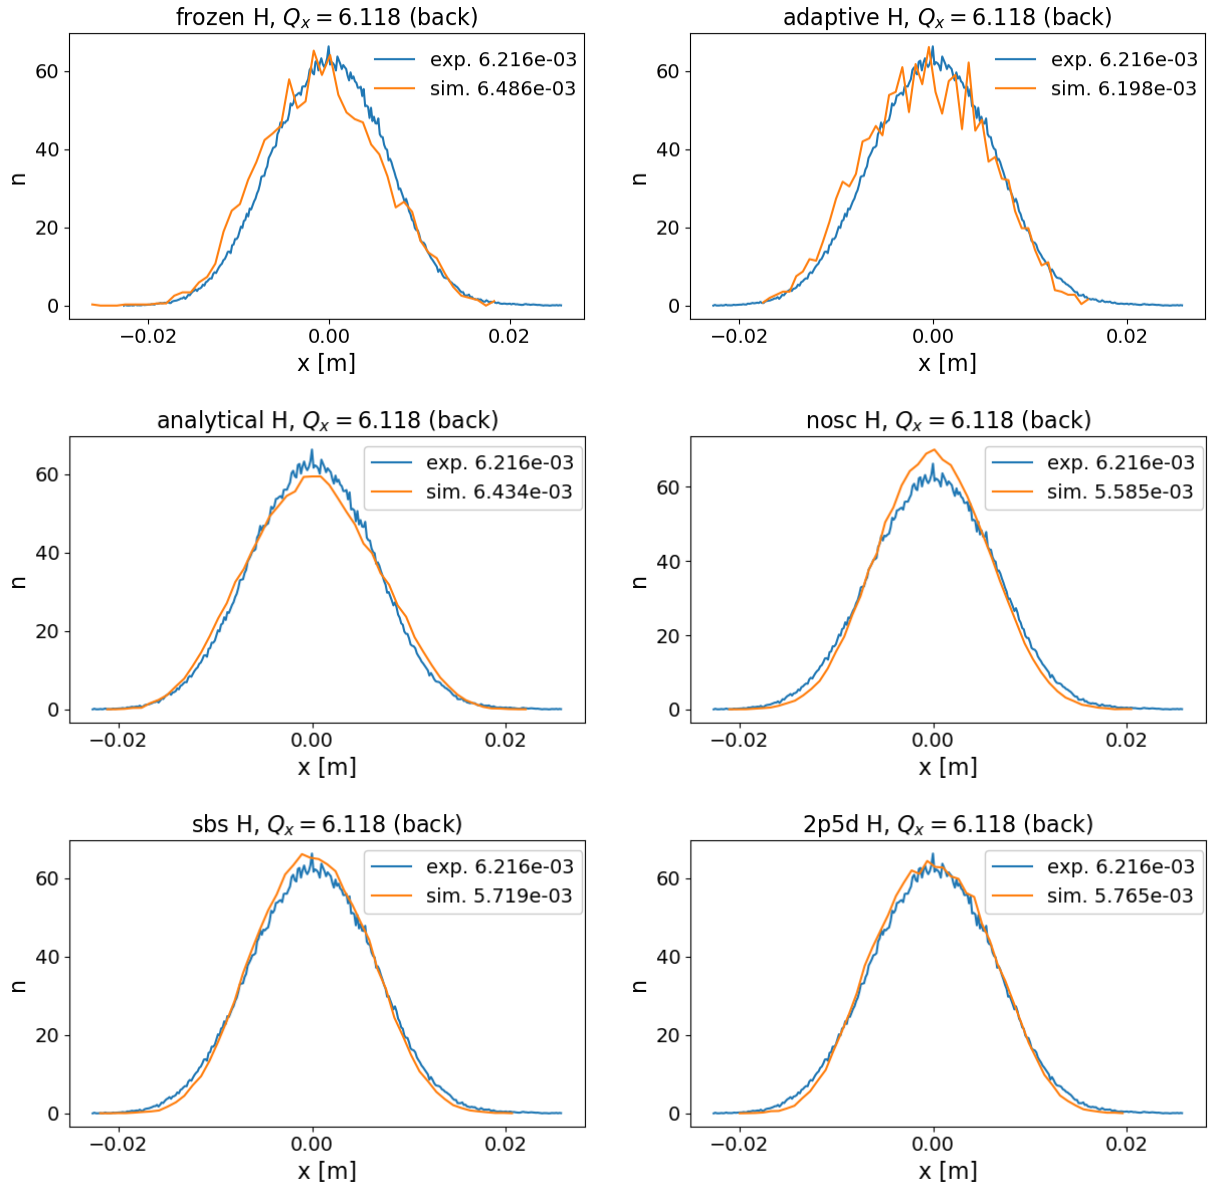 frozen H, $Q_x = 6.118$ (back)
exp. 6.216e-03
sim. 6.486e-03
60
40
20
0
n
−0.02
0.00
0.02
x [m]
adaptive H, $Q_x = 6.118$ (back)
exp. 6.216e-03
sim. 6.198e-03
60
40
20
0
n
−0.02
0.00
0.02
x [m]
analytical H, $Q_x = 6.118$ (back)
exp. 6.216e-03
sim. 6.434e-03
60
40
20
0
n
−0.02
0.00
0.02
x [m]
nosc H, $Q_x = 6.118$ (back)
exp. 6.216e-03
sim. 5.585e-03
60
40
20
0
n
−0.02
0.00
0.02
x [m]
sbs H, $Q_x = 6.118$ (back)
exp. 6.216e-03
sim. 5.719e-03
60
40
20
0
n
−0.02
0.00
0.02
x [m]
2p5d H, $Q_x = 6.118$ (back)
exp. 6.216e-03
sim. 5.765e-03
60
40
20
0
n
−0.02
0.00
0.02
x [m]